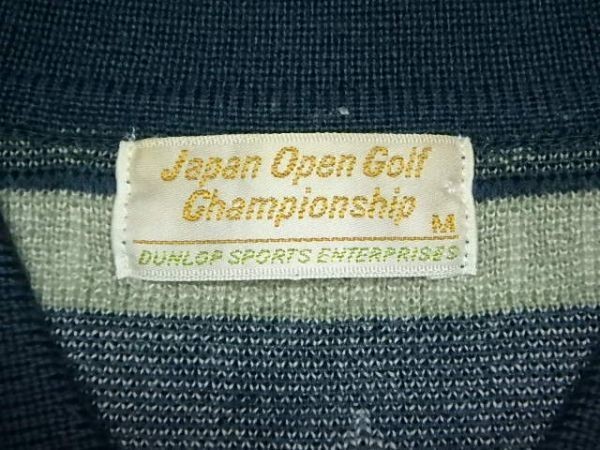 Japan Open Golf
Championship
M
DUNLOP SPORTS ENTERPRISES